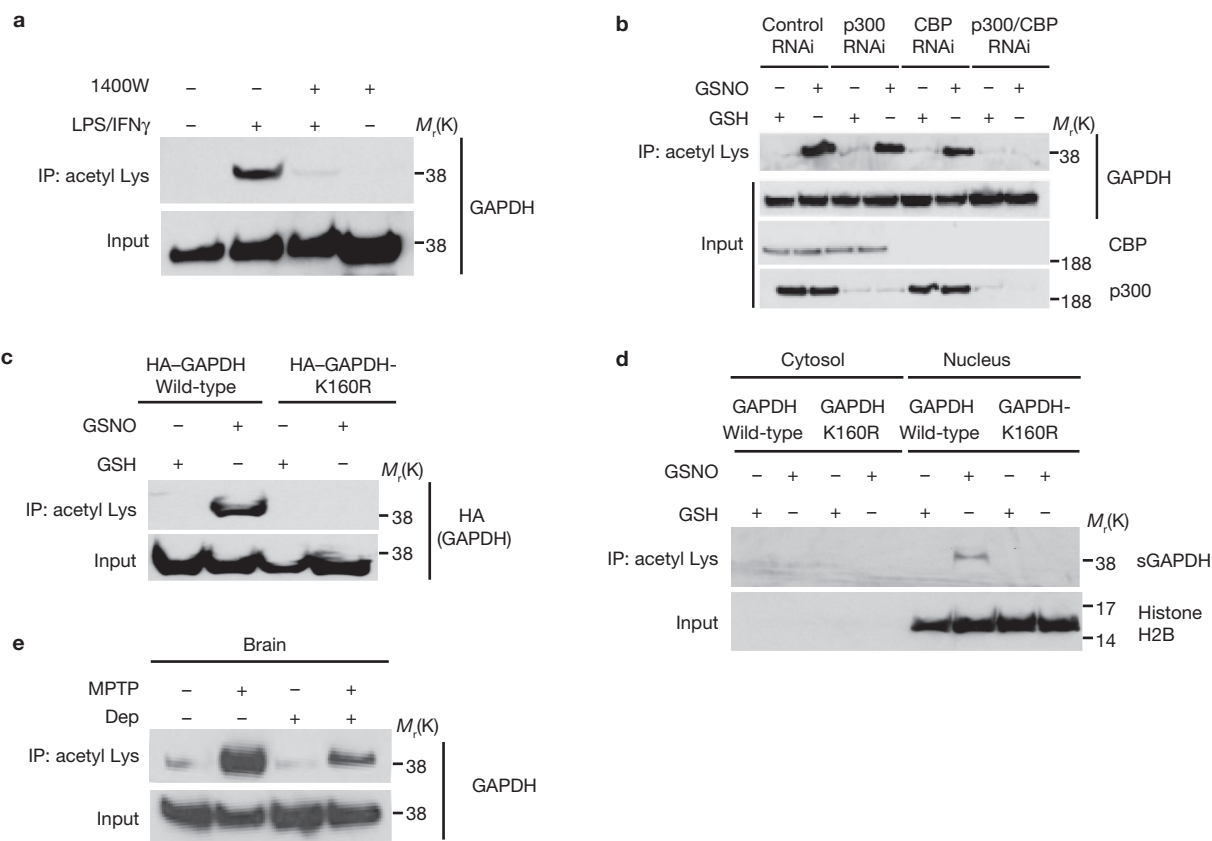 a
1400W – – + +
LPS/IFNγ – + + – Mr(K)
IP: acetyl Lys 38
Input 38
GAPDH
b
Control RNAi p300 RNAi CBP RNAi p300/CBP RNAi
GSNO – + – + – + – +
GSH + – + – + – + –
Mr(K)
IP: acetyl Lys 38
GAPDH
Input
188 CBP
188 p300
c
HA–GAPDH Wild-type HA–GAPDH-K160R
GSNO – + – +
GSH + – + – Mr(K)
IP: acetyl Lys 38
Input 38
HA
(GAPDH)
d
Cytosol Nucleus
GAPDH Wild-type GAPDH K160R GAPDH Wild-type GAPDH-K160R
GSNO – + – + – + – +
GSH + – + – + – + –
Mr(K)
IP: acetyl Lys 38 sGAPDH
Input 17
14
Histone
H2B
e
Brain
MPTP – + – +
Dep – – + + Mr(K)
IP: acetyl Lys 38
Input 38
GAPDH